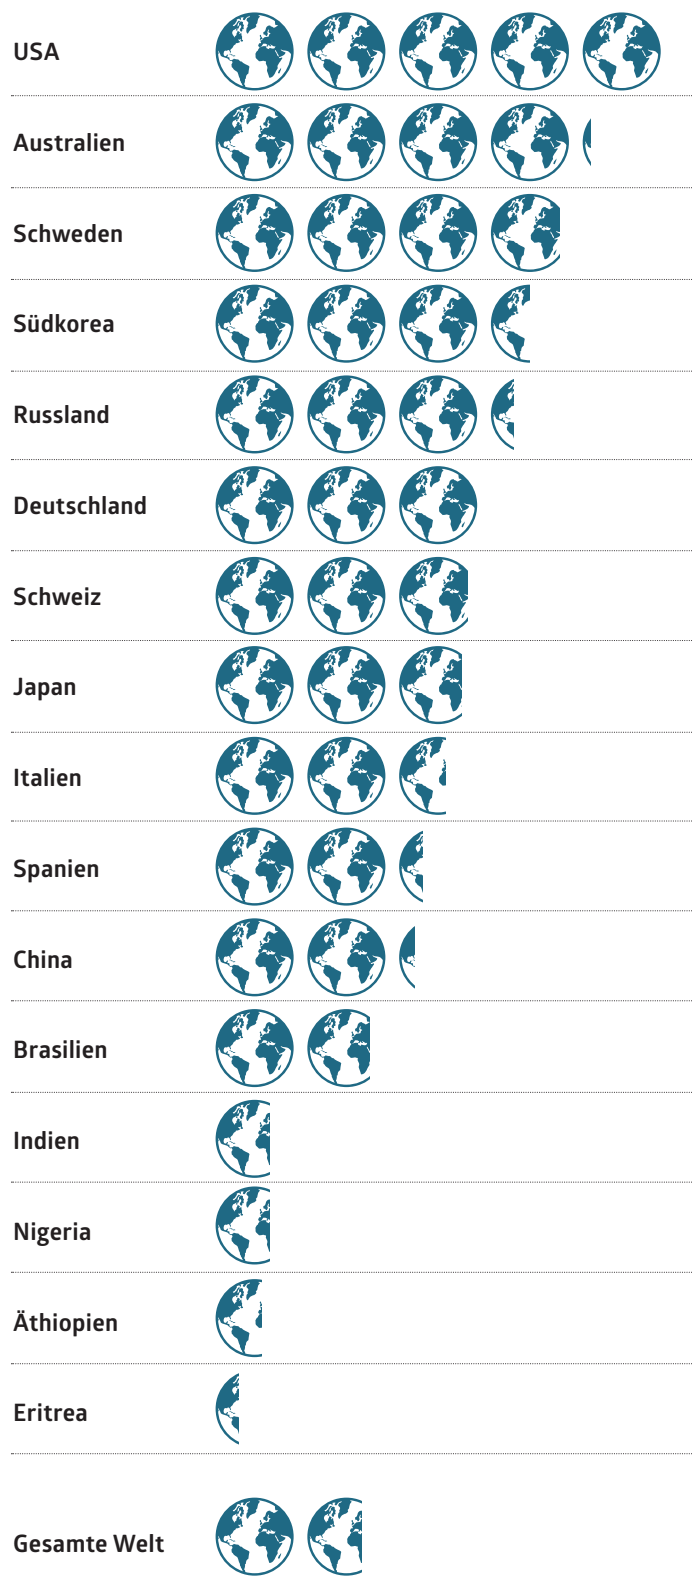 USA
Australien
Schweden
Südkorea
Russland
Deutschland
Schweiz
Japan
Italien
Spanien
China
Brasilien
Indien
Nigeria
Äthiopien
Eritrea
Gesamte Welt